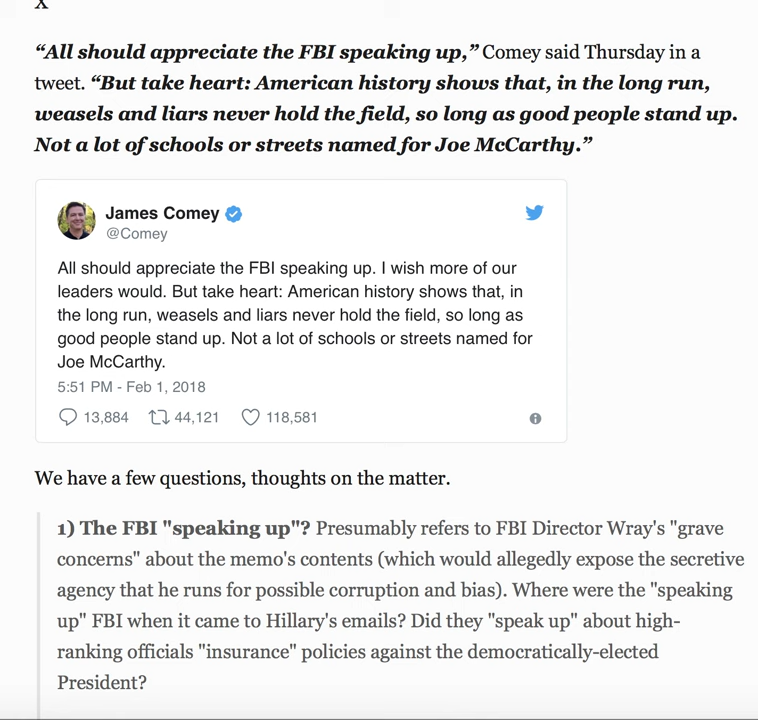 “All should appreciate the FBI speaking up,” Comey said Thursday in a
tweet. “But take heart: American history shows that, in the long run,
weasels and liars never hold the field, so long as good people stand up.
Not a lot of schools or streets named for Joe McCarthy.”
James Comey
@Comey
All should appreciate the FBI speaking up. I wish more of our
leaders would. But take heart: American history shows that, in
the long run, weasels and liars never hold the field, so long as
good people stand up. Not a lot of schools or streets named for
Joe McCarthy.
5:51 PM - Feb 1, 2018
13,884 44,121 118,581
We have a few questions, thoughts on the matter.
1) The FBI "speaking up"? Presumably refers to FBI Director Wray's "grave
concerns" about the memo's contents (which would allegedly expose the secretive
agency that he runs for possible corruption and bias). Where were the "speaking
up" FBI when it came to Hillary's emails? Did they "speak up" about high-
ranking officials "insurance" policies against the democratically-elected
President?